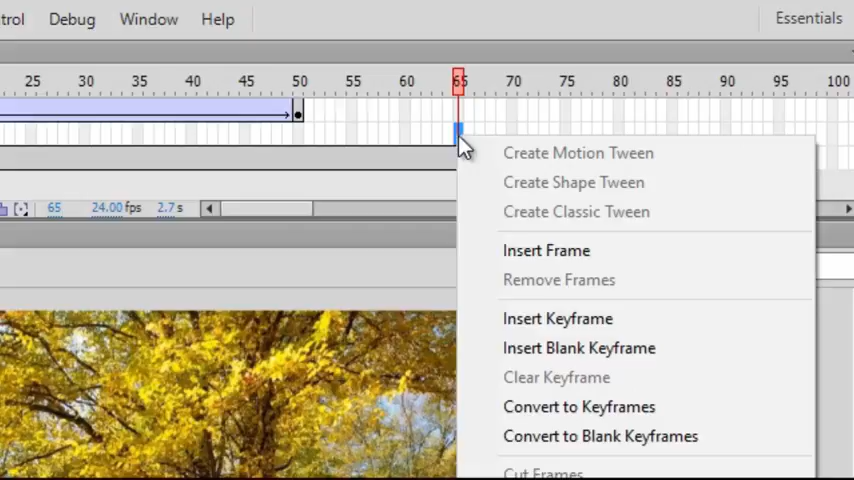 trol Debug Window Help Essentials
25 30 35 40 45 50 55 60 65 70 75 80 85 90 95 100
65 24.00 fps 2.7 s
Create Motion Tween
Create Shape Tween
Create Classic Tween
Insert Frame
Remove Frames
Insert Keyframe
Insert Blank Keyframe
Clear Keyframe
Convert to Keyframes
Convert to Blank Keyframes
Cut Frames